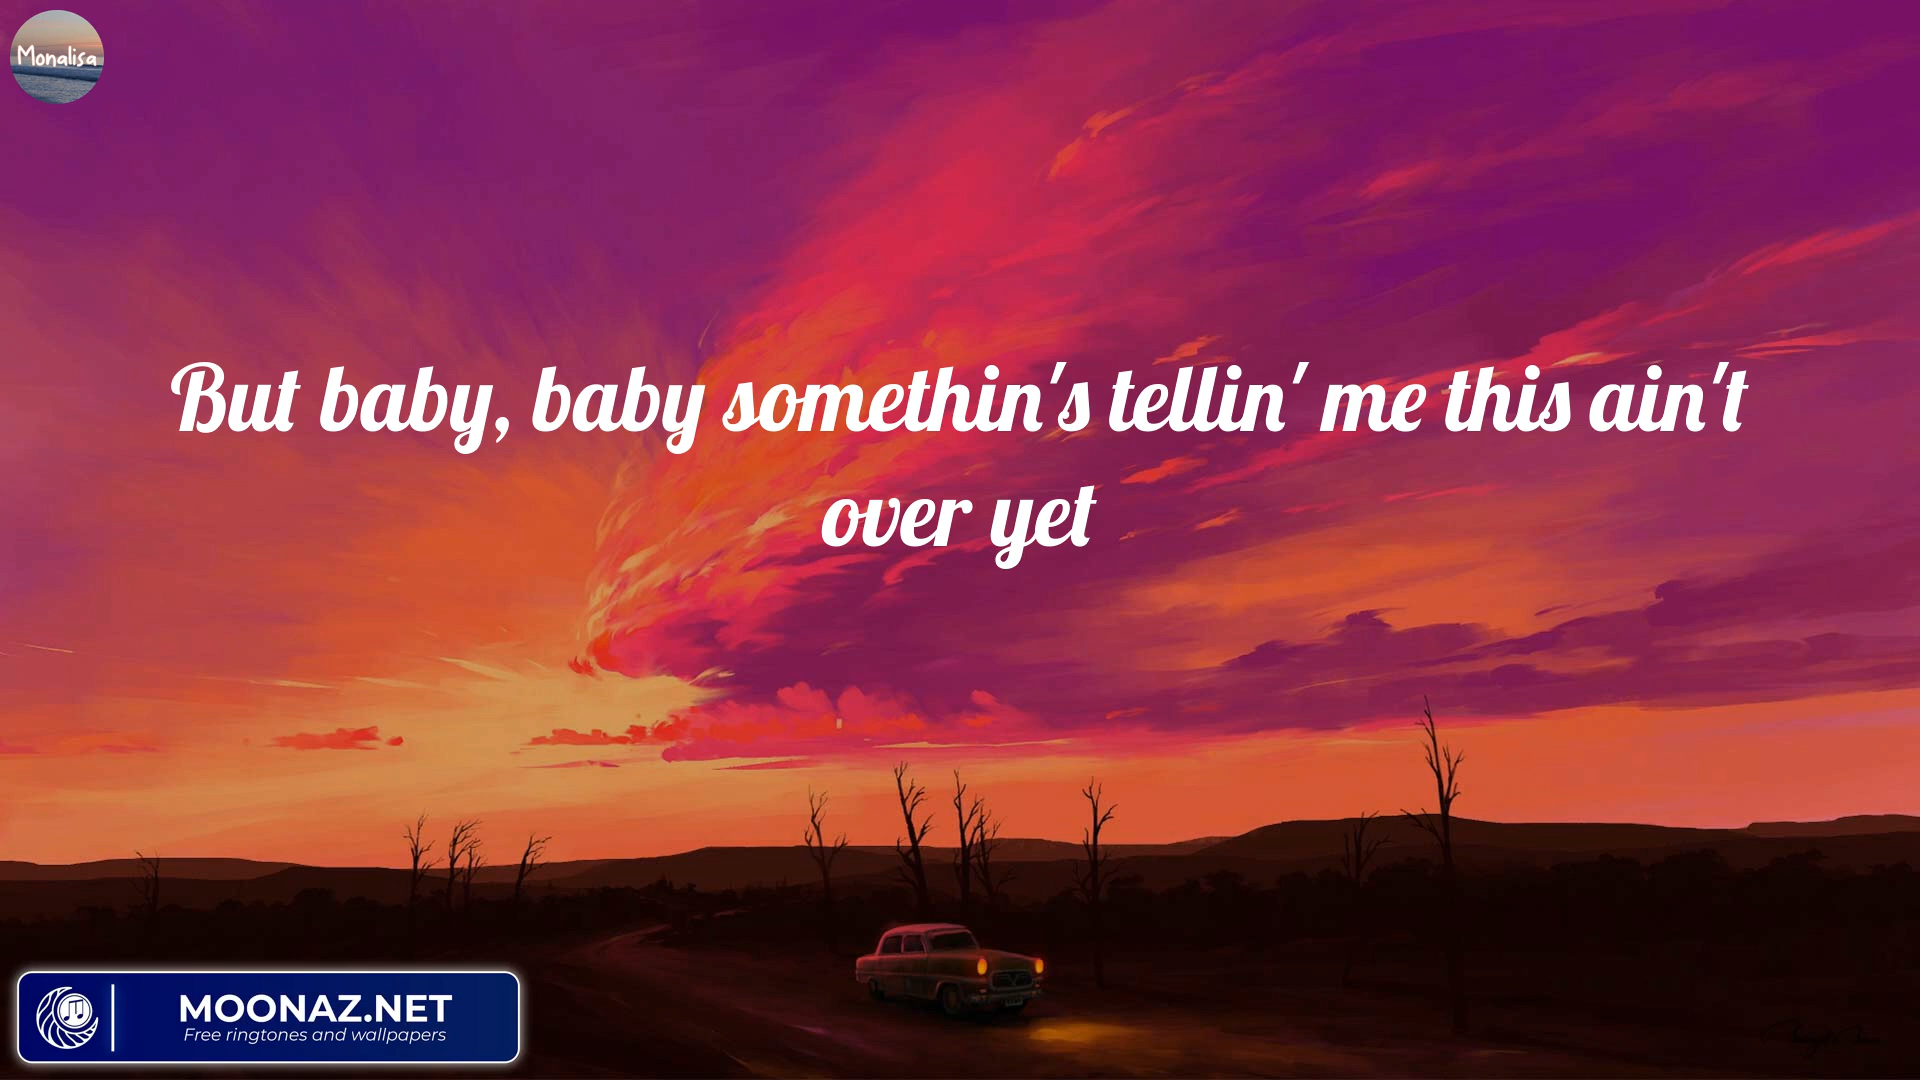 Monalisa
But baby, baby somethin's tellin' me this ain't
over yet
MOONAZ.NET
Free ringtones and wallpapers